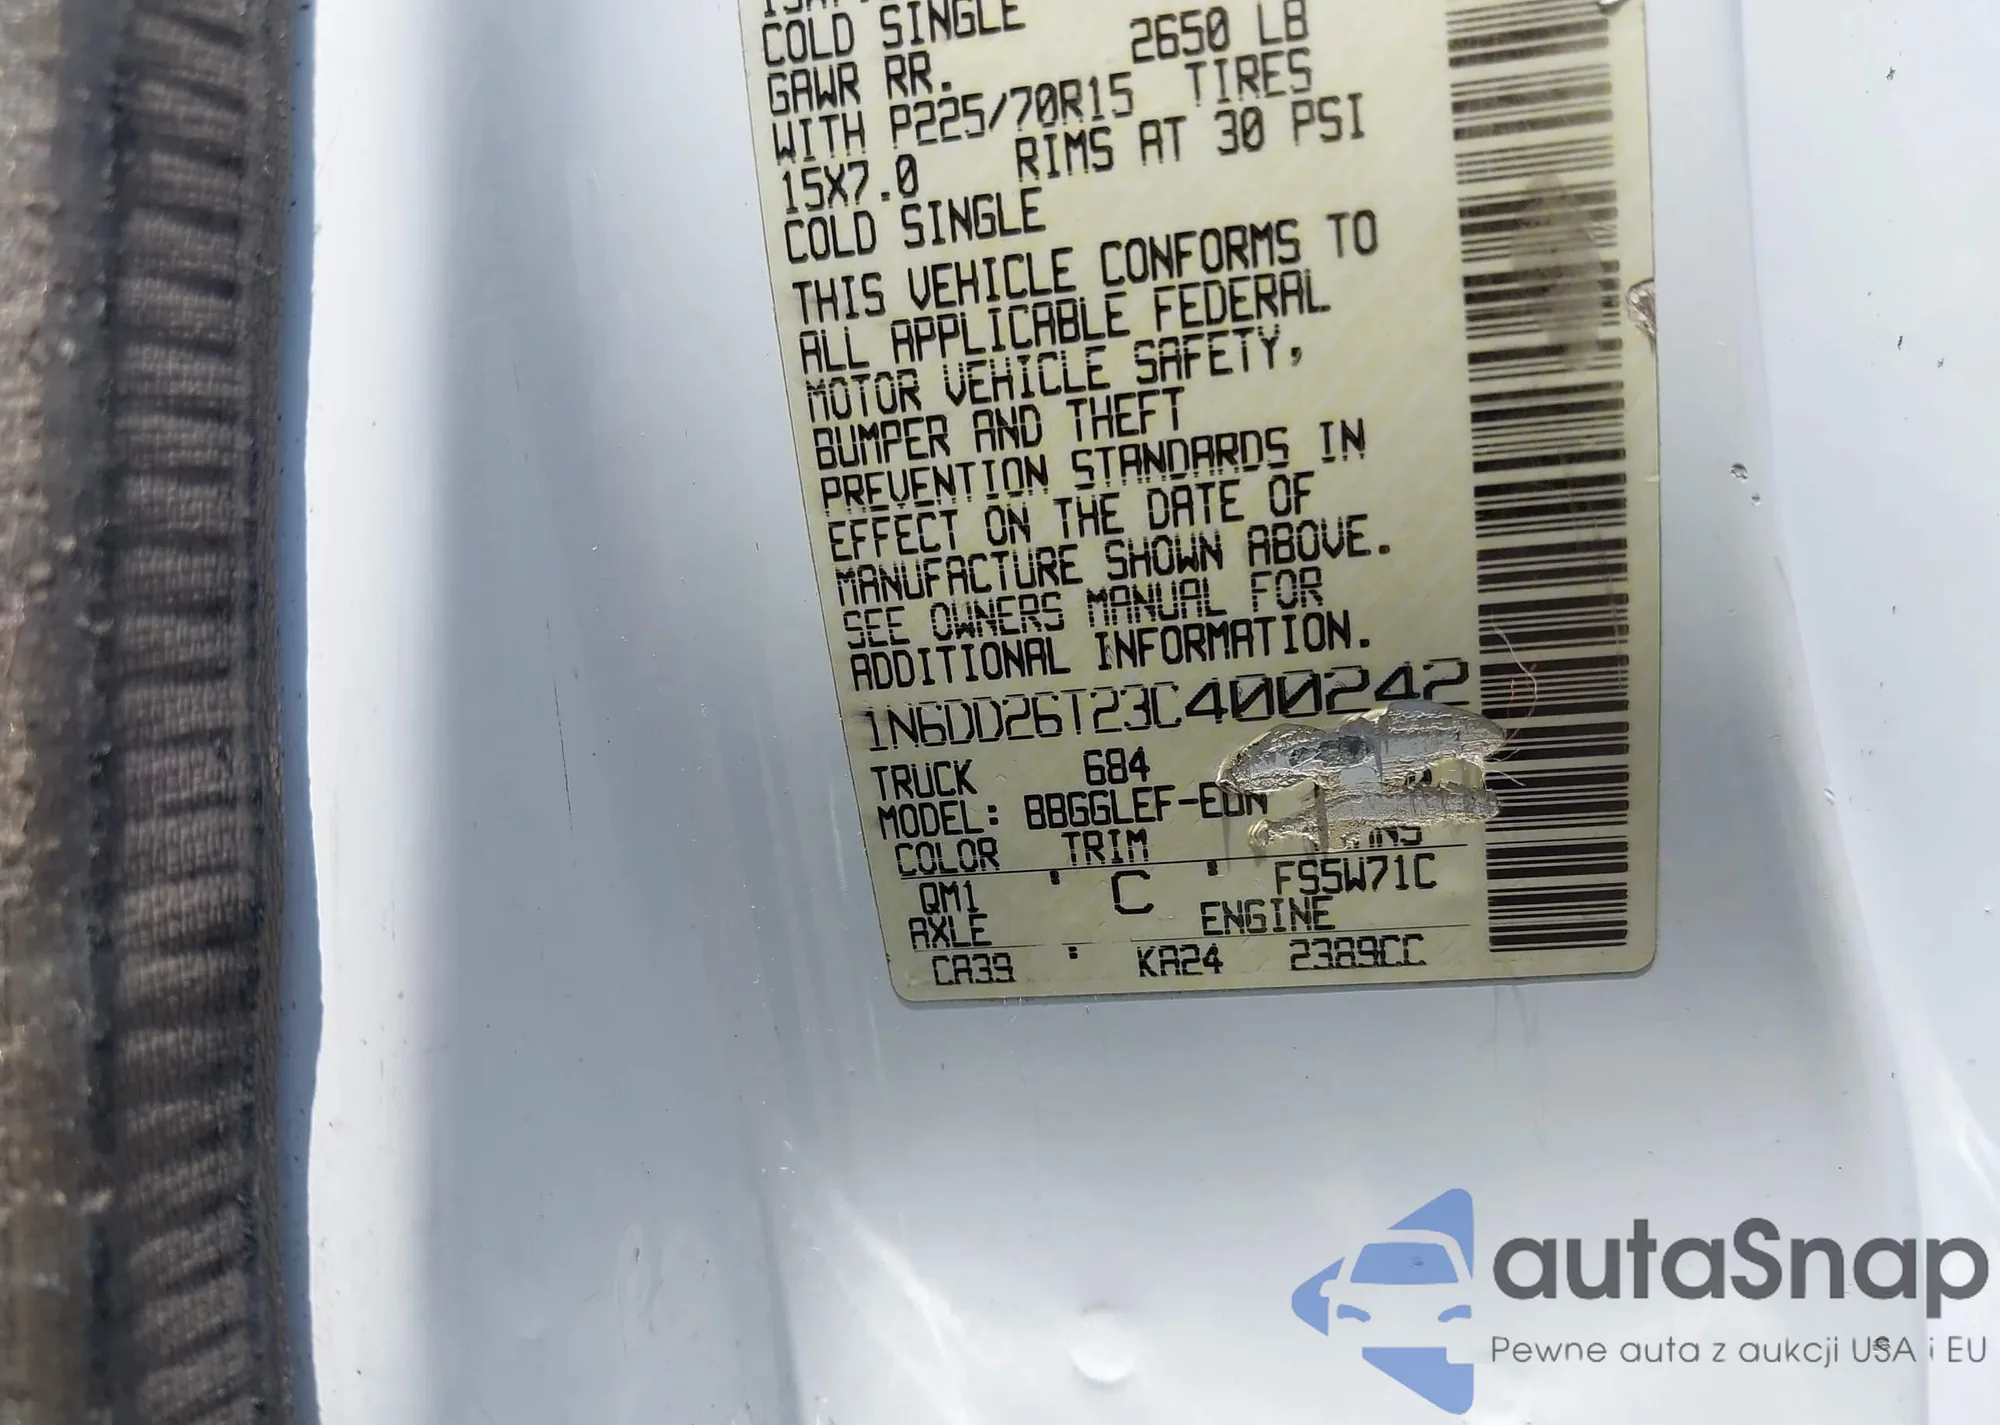 COLD SINGLE
GAWR RR. 2650 LB
WITH P225/70R15 TIRES
15X7.0 RIMS AT 30 PSI
COLD SINGLE
THIS VEHICLE CONFORMS TO
ALL APPLICABLE FEDERAL
MOTOR VEHICLE SAFETY,
BUMPER AND THEFT
PREVENTION STANDARDS IN
EFFECT ON THE DATE OF
MANUFACTURE SHOWN ABOVE.
SEE OWNERS MANUAL FOR
ADDITIONAL INFORMATION.
1N6DD26T23C400242
TRUCK 684
MODEL:
COLOR TRIM
QM1 C FS5W71C
AXLE ENGINE
CA39 KA24 2389CC
autaSnap
Pewne auta z aukcji USA i EU